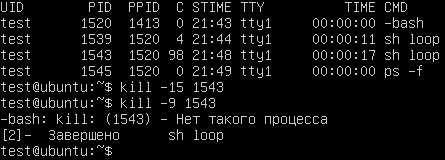 UID        PID  PPID  C STIME TTY          TIME CMD
test      1520  1413  0 21:43 tty1     00:00:00 -bash
test      1539  1520  4 21:44 tty1     00:00:11 sh loop
test      1543  1520 98 21:48 tty1     00:00:17 sh loop
test      1545  1520  0 21:49 tty1     00:00:00 ps -f
test@ubuntu:~$ kill -15 1543
test@ubuntu:~$ kill -9 1543
-bash: kill: (1543) - Нет такого процесса
[2]-  Завершено      sh loop
test@ubuntu:~$